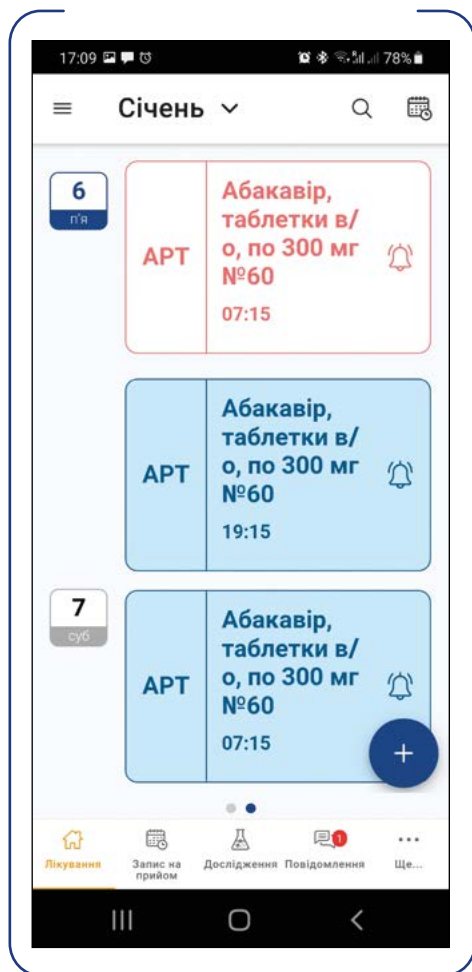 17:09 78%
Січень
6
п'я
АРТ
Абакавір,
таблетки в/
о, по 300 мг
№60
07:15
АРТ
Абакавір,
таблетки в/
о, по 300 мг
№60
19:15
7
суб
АРТ
Абакавір,
таблетки в/
о, по 300 мг
№60
07:15
+
Лікування
Запис на
прийом
Дослідження
Повідомлення
1
Ще...